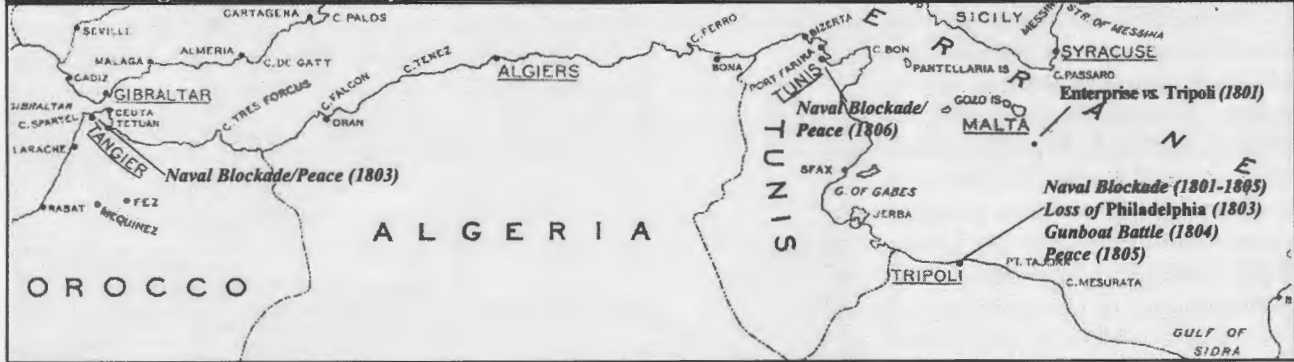 CARTAGENA
C. PALOS
SEVILLE
ALMERIA
MALAGA
C. DE GATT
CADIZ
GIBRALTAR
GIBRALTAR
C. SPARTEL
CEUTA
TETUAN
TANGIER
LARACHE
Naval Blockade/Peace (1803)
RABAT
FEZ
MEQUINEZ
OROCCO
C. TRES FORCUS
C. FALCON
ORAN
C. TENEZ
ALGIERS
ALGERIA
C. FERRO
BONA
BIZERTA
PORT FARINA
TUNIS
C. BON
PANTELLARIA IS
Naval Blockade/
Peace (1806)
TUNIS
SFAX
G. OF GABES
JERBA
SICILY
MESSINA
STR. OF MESSINA
SYRACUSE
C. PASSARO
Enterprise vs. Tripoli (1801)
GOZO IS
MALTA
E R R A N E
Naval Blockade (1801-1805)
Loss of Philadelphia (1803)
Gunboat Battle (1804)
Peace (1805)
TRIPOLI
C. MESURATA
GULF OF
SIDRA